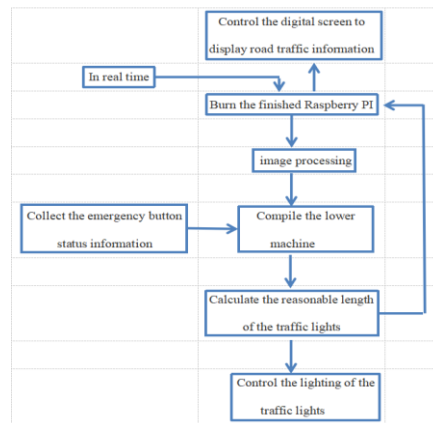 Control the digital screen to
display road traffic information
In real time
Burn the finished Raspberry PI
image processing
Collect the emergency button
status information
Compile the lower
machine
Calculate the reasonable length
of the traffic lights
Control the lighting of the
traffic lights